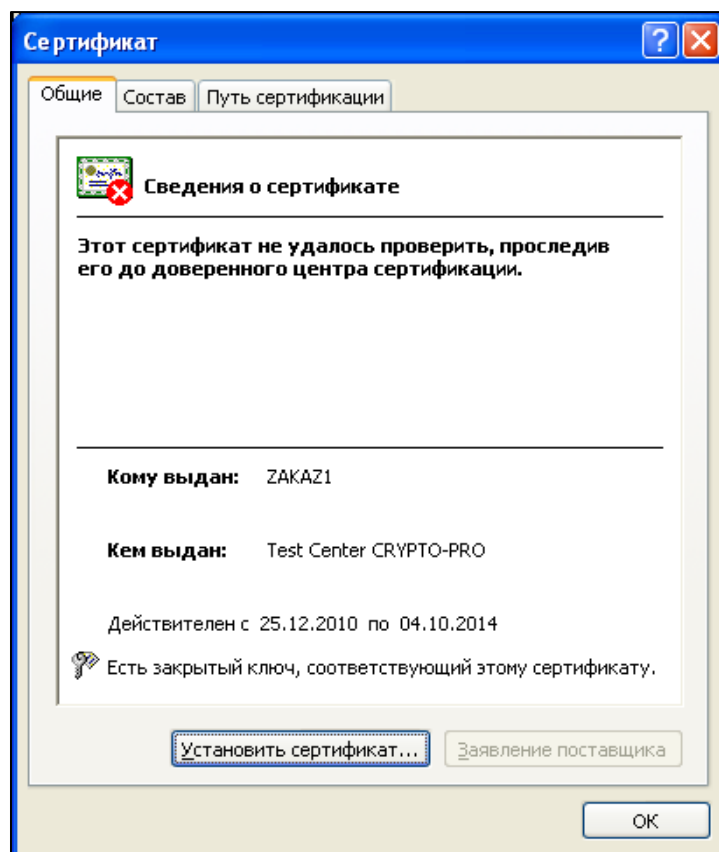 Сертификат
Общие Состав Путь сертификации
Сведения о сертификате
Этот сертификат не удалось проверить, проследив
его до доверенного центра сертификации.
Кому выдан: ZAKAZ1
Кем выдан: Test Center CRYPTO-PRO
Действителен с 25.12.2010 по 04.10.2014
Есть закрытый ключ, соответствующий этому сертификату.
Установить сертификат... Заявление поставщика
ОК